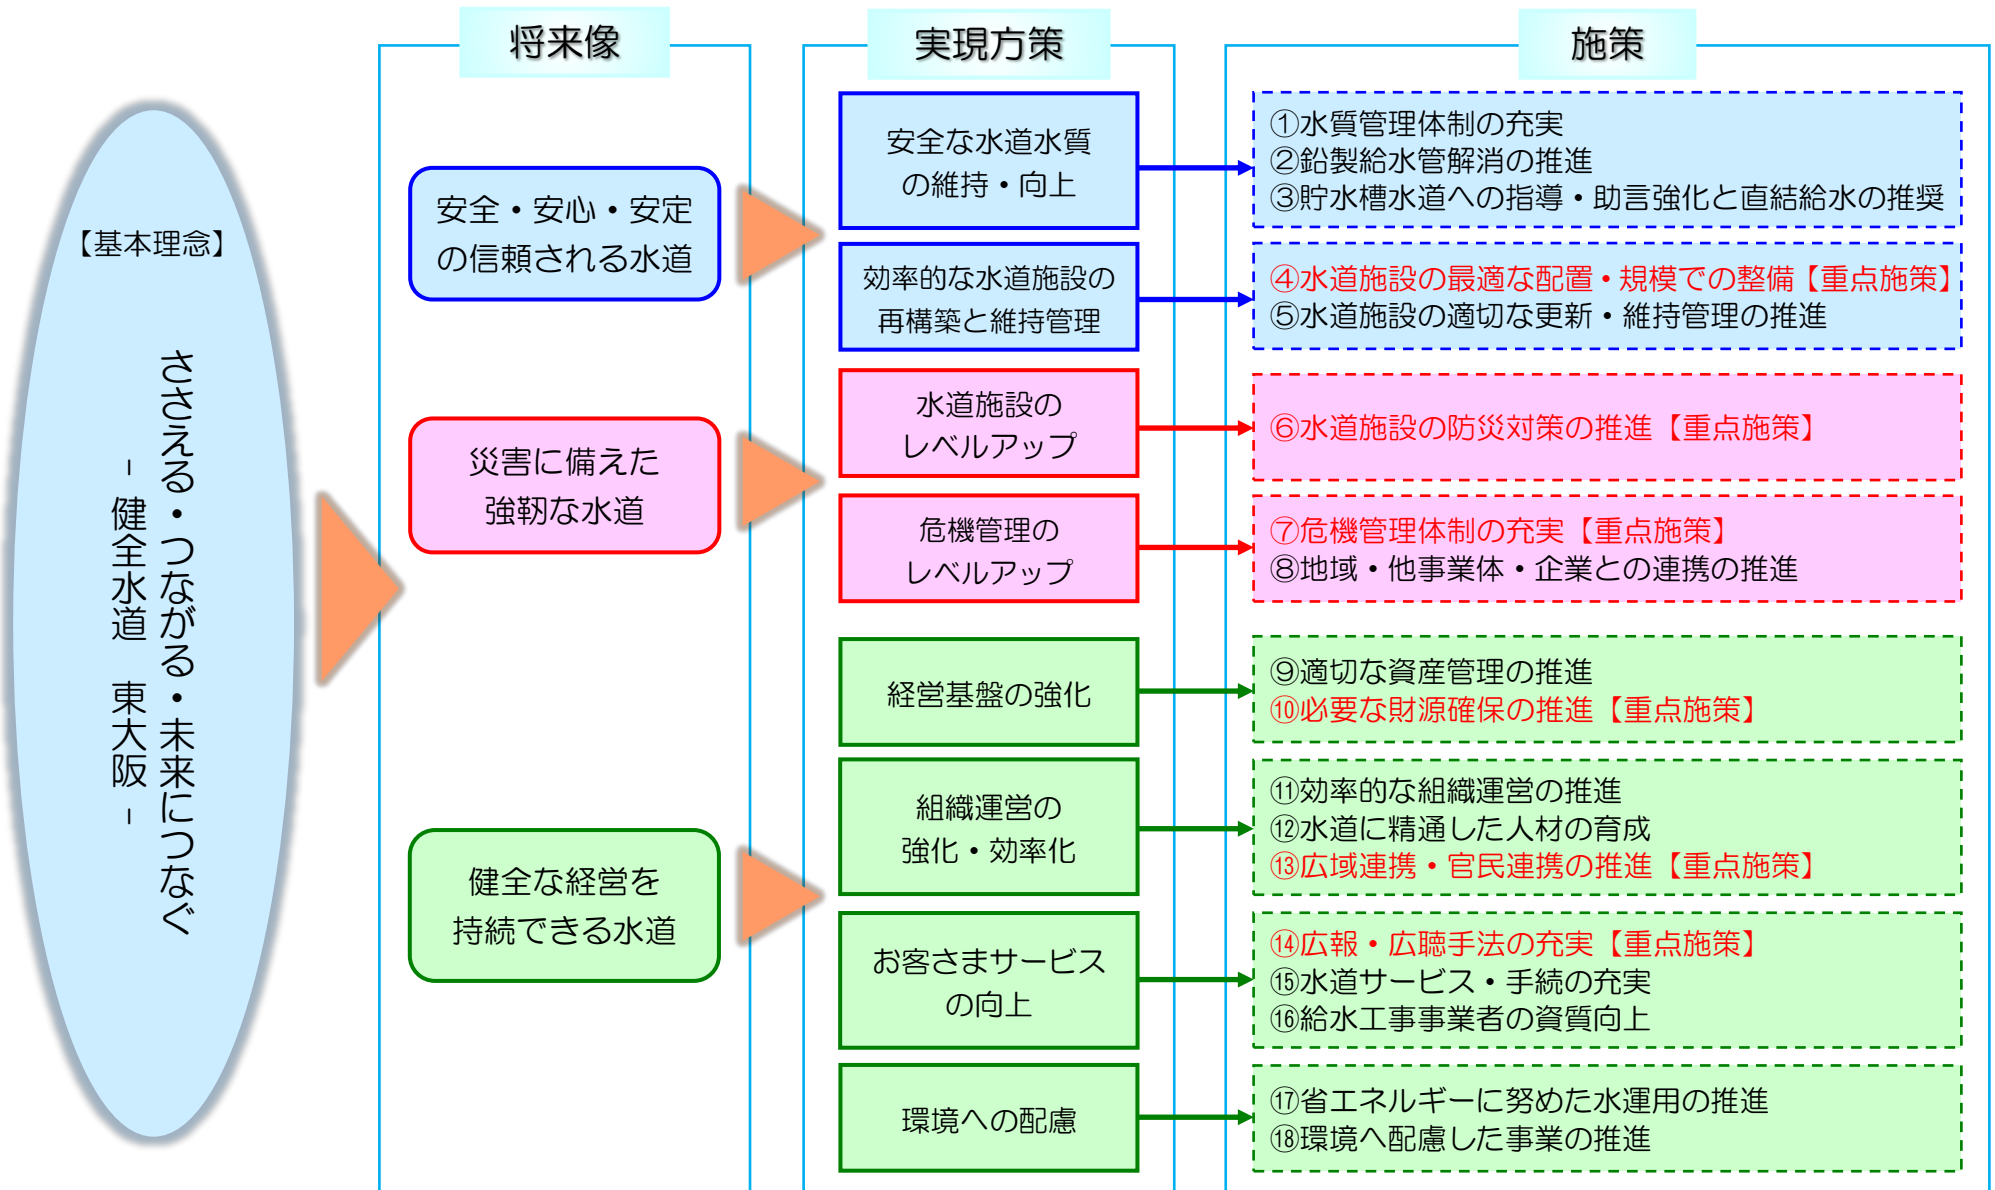 【基本理念】
ささえる・つながる・未来につなぐ
- 健全水道 東大阪 -
将来像
安全・安心・安定
の信頼される水道
災害に備えた
強靭な水道
健全な経営を
持続できる水道
実現方策
安全な水道水質
の維持・向上
効率的な水道施設の
再構築と維持管理
水道施設の
レベルアップ
危機管理の
レベルアップ
経営基盤の強化
組織運営の
強化・効率化
お客さまサービス
の向上
環境への配慮
施策
①水質管理体制の充実
②鉛製給水管解消の推進
③貯水槽水道への指導・助言強化と直結給水の推奨
④水道施設の最適な配置・規模での整備【重点施策】
⑤水道施設の適切な更新・維持管理の推進
⑥水道施設の防災対策の推進【重点施策】
⑦危機管理体制の充実【重点施策】
⑧地域・他事業体・企業との連携の推進
⑨適切な資産管理の推進
⑩必要な財源確保の推進【重点施策】
⑪効率的な組織運営の推進
⑫水道に精通した人材の育成
⑬広域連携・官民連携の推進【重点施策】
⑭広報・広聴手法の充実【重点施策】
⑮水道サービス・手続の充実
⑯給水工事事業者の資質向上
⑰省エネルギーに努めた水運用の推進
⑱環境へ配慮した事業の推進